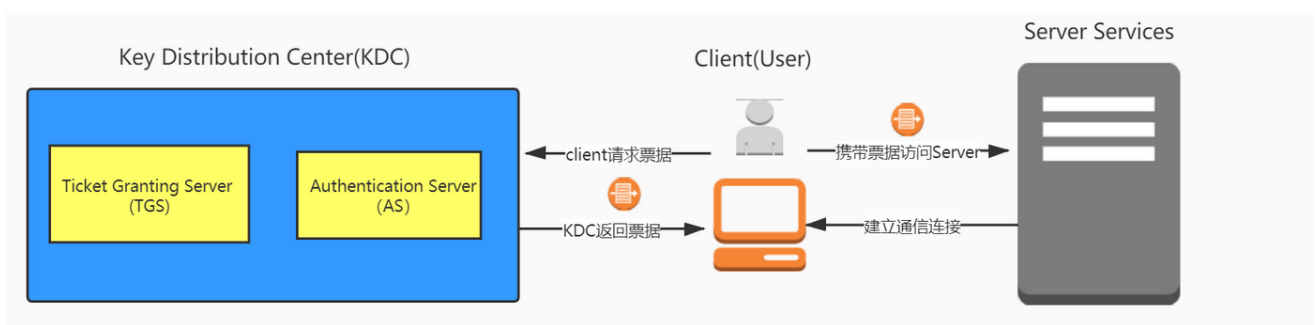 Key Distribution Center(KDC)
Client(User)
Server Services
Ticket Granting Server
(TGS)
Authentication Server
(AS)
client请求票据
KDC返回票据
携带票据访问Server
建立通信连接